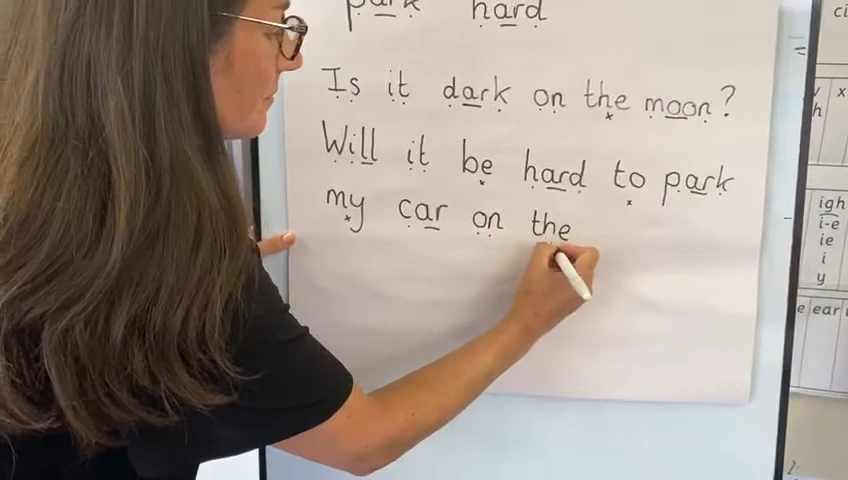 park hard
Is it dark on the moon?
Will it be hard to park
my car on the
ci
x
igh
i-e
ie
i
y
e ear